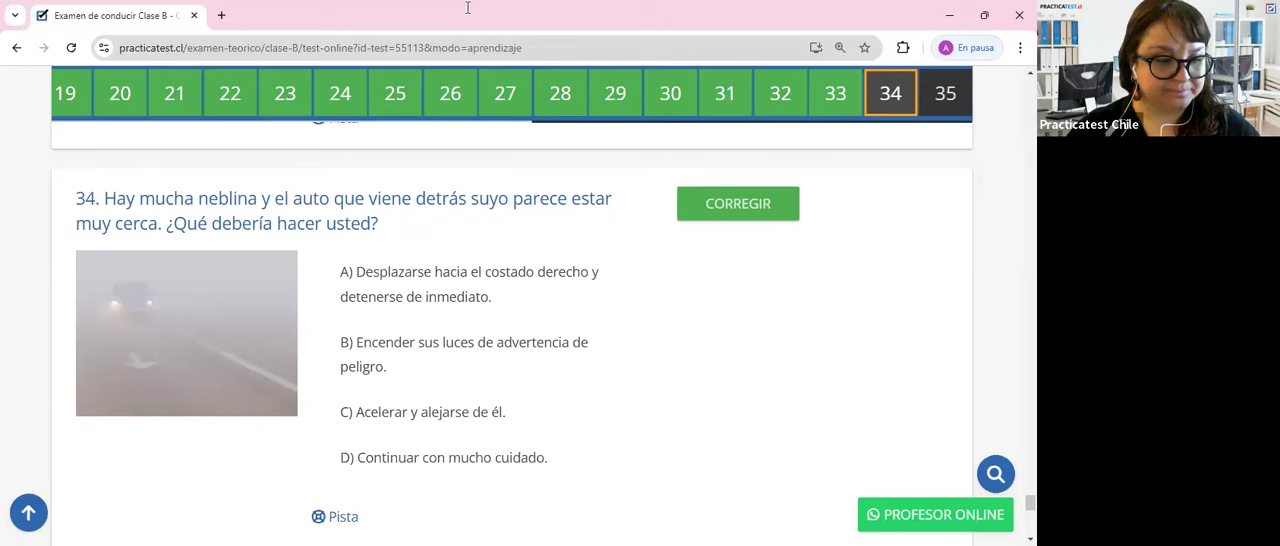 Examen de conducir Clase B - C
practicatest.cl/examen-teorico/clase-B/test-online?id-test=55113&modo=aprendizaje
A En pausa
19 20 21 22 23 24 25 26 27 28 29 30 31 32 33 34 35
34. Hay mucha neblina y el auto que viene detrás suyo parece estar
muy cerca. ¿Qué debería hacer usted?
CORREGIR
A) Desplazarse hacia el costado derecho y
detenerse de inmediato.
B) Encender sus luces de advertencia de
peligro.
C) Acelerar y alejarse de él.
D) Continuar con mucho cuidado.
Pista
PROFESOR ONLINE
PRACTICATEST.cl
Practicatest Chile